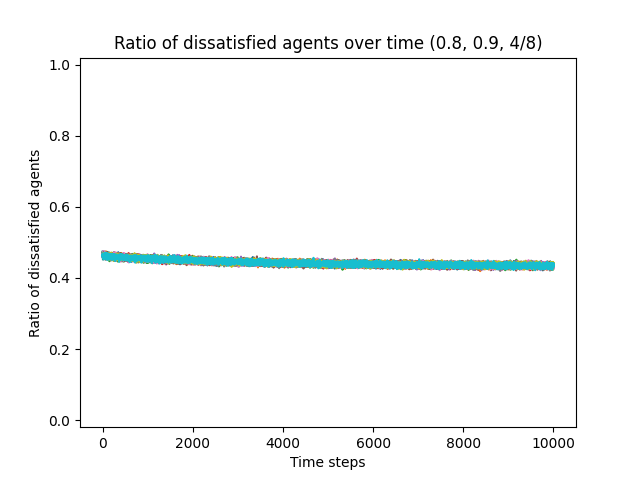 Ratio of dissatisfied agents over time (0.8, 0.9, 4/8)
1.0
0.8
0.6
0.4
0.2
0.0
Ratio of dissatisfied agents
0 2000 4000 6000 8000 10000
Time steps